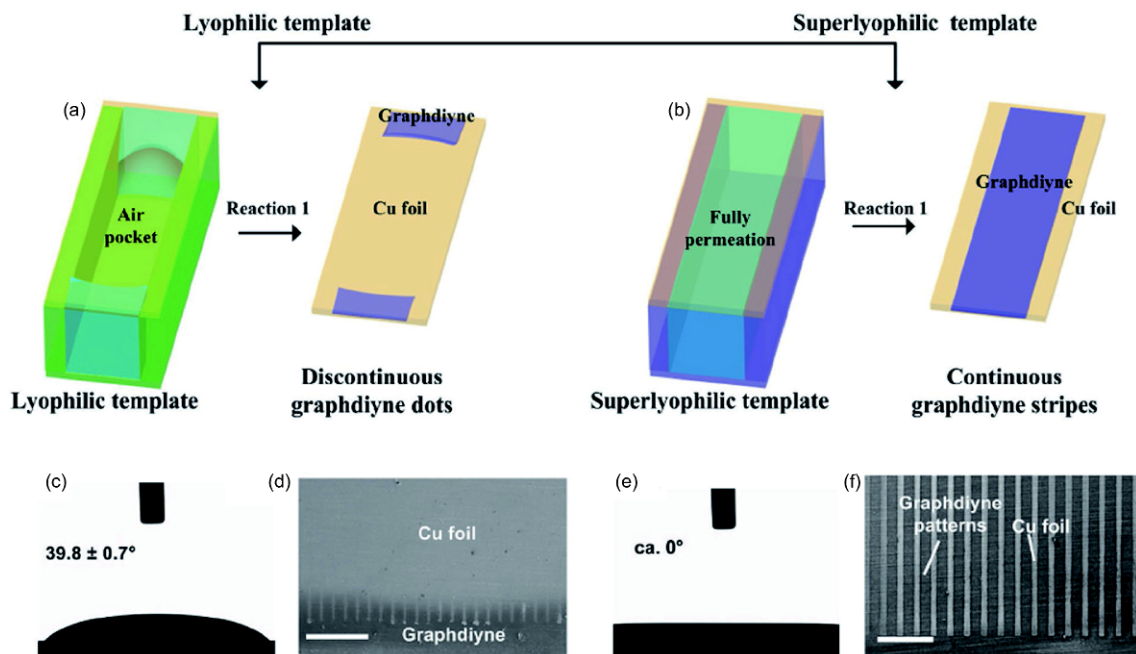 Lyophilic
template
Superlyophilic template
(a)
Air
pocket
Reaction 1
Graphdiyne
Cu foil
Lyophilic template
Discontinuous
graphdiyne dots
(b)
Fully
permeation
Reaction 1
Graphdiyne
Cu foil
Superlyophilic template
Continuous
graphdiyne stripes
(c)
39.8 ± 0.7°
(d)
Cu foil
Graphdiyne
(e)
ca. 0°
(f)
Graphdiyne
patterns
Cu foil